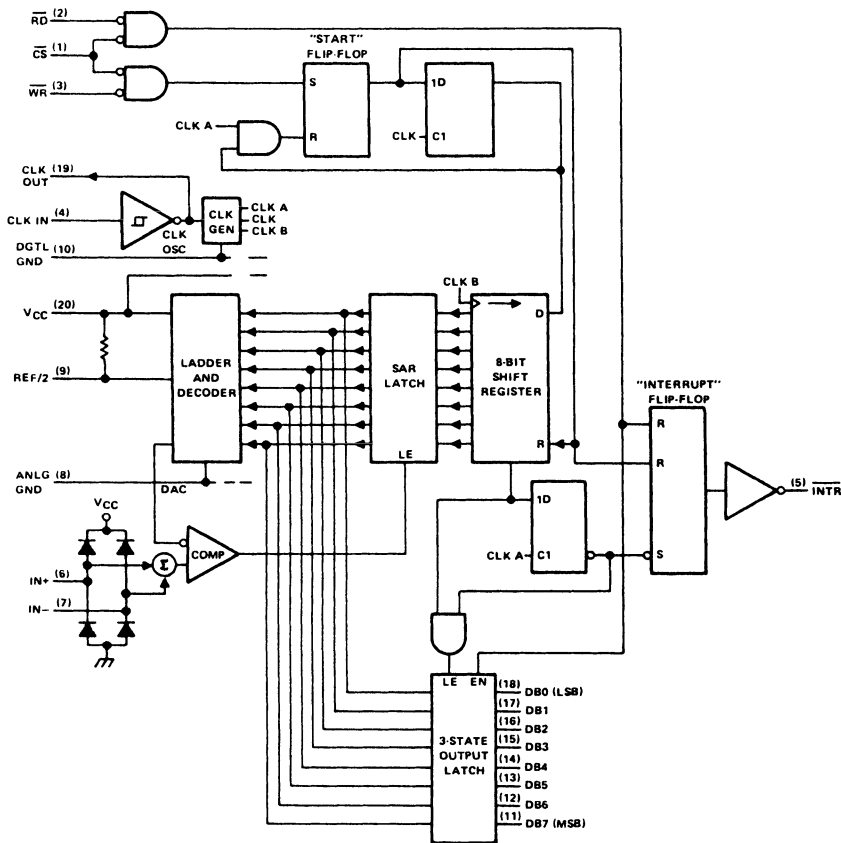 RD (2)
CS (1)
WR (3)
"START"
FLIP-FLOP
S
R
1D
C1
CLK
CLK A
CLK
OUT
(19)
CLK IN (4)
CLK
OSC
CLK
GEN
CLK A
CLK
CLK B
DGTL
GND
(10)
VCC (20)
REF/2 (9)
LADDER
AND
DECODER
SAR
LATCH
LE
CLK B
D
8-BIT
SHIFT
REGISTER
R
"INTERRUPT"
FLIP-FLOP
R
R
S
(5) INTR
ANLG
GND
(8)
DAC
VCC
COMP
Σ
IN+ (6)
IN− (7)
1D
CLK A
C1
LE EN
3-STATE
OUTPUT
LATCH
(18) DB0 (LSB)
(17) DB1
(16) DB2
(15) DB3
(14) DB4
(13) DB5
(12) DB6
(11) DB7 (MSB)